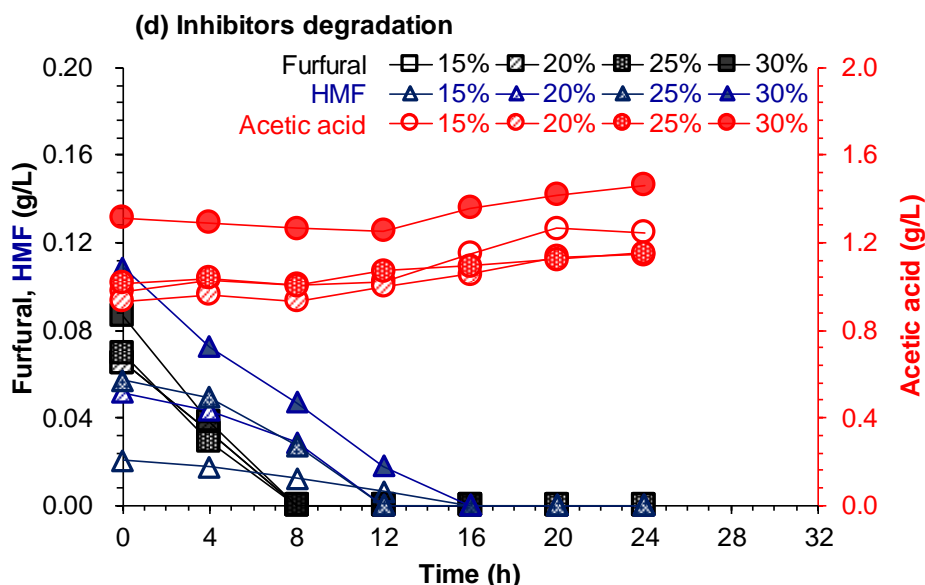 (d) Inhibitors degradation
Furfural 15% 20% 25% 30%
HMF 15% 20% 25% 30%
Acetic acid 15% 20% 25% 30%
0.20
0.16
0.12
0.08
0.04
0.00
Furfural, HMF (g/L)
2.0
1.6
1.2
0.8
0.4
0.0
Acetic acid (g/L)
0 4 8 12 16 20 24 28 32
Time (h)